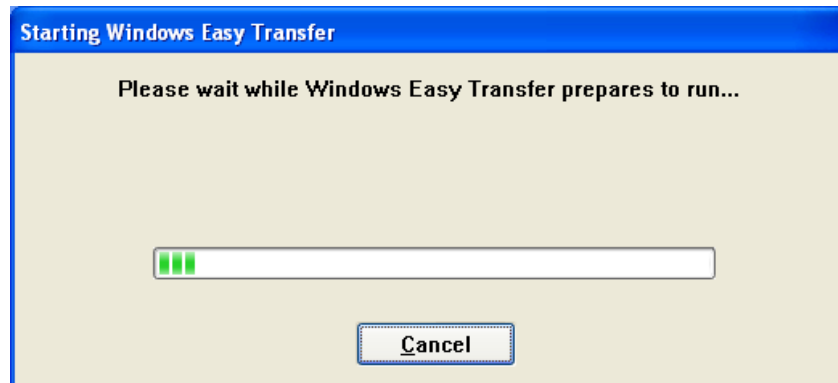 Starting Windows Easy Transfer
Please wait while Windows Easy Transfer prepares to run...
Cancel